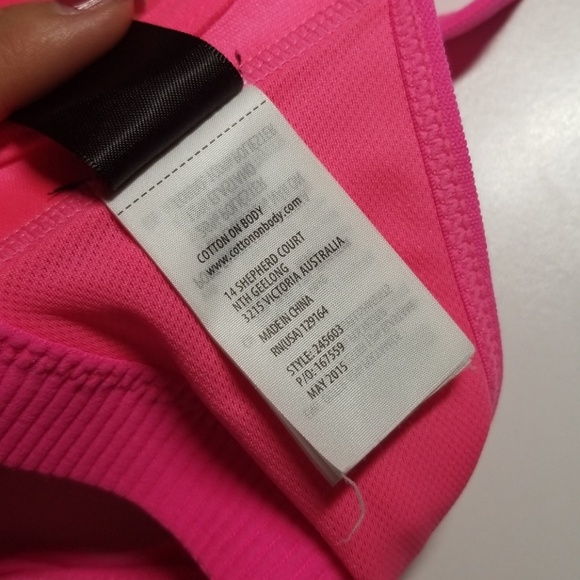 COTTON ON BODY
www.cottononbody.com
14 SHEPHERD COURT
NTH GEELONG
3215 VICTORIA AUSTRALIA
MADE IN CHINA
RN(USA) 129164
STYLE: 245603
P/O: 167559
MAY 2015